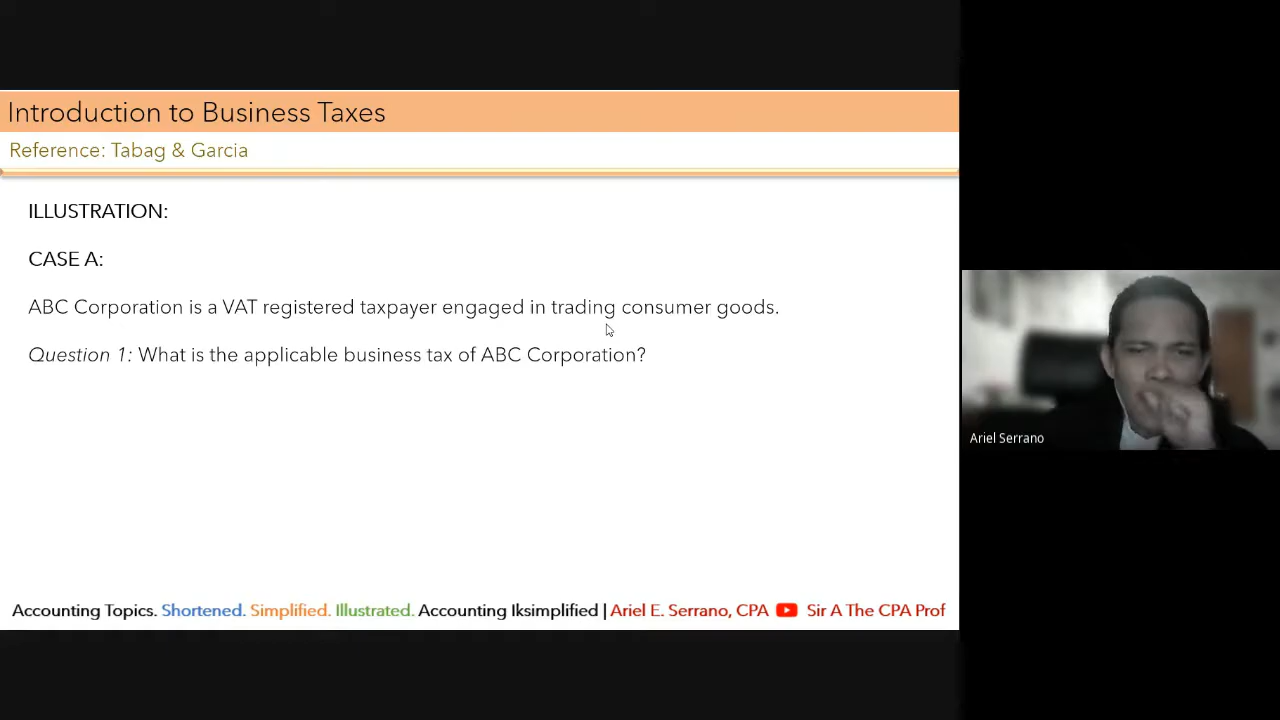 Introduction to Business Taxes
Reference: Tabag & Garcia
ILLUSTRATION:
CASE A:
ABC Corporation is a VAT registered taxpayer engaged in trading consumer goods.
Question 1: What is the applicable business tax of ABC Corporation?
Ariel Serrano
Accounting Topics. Shortened. Simplified. Illustrated. Accounting Iksimplified | Ariel E. Serrano, CPA Sir A The CPA Prof